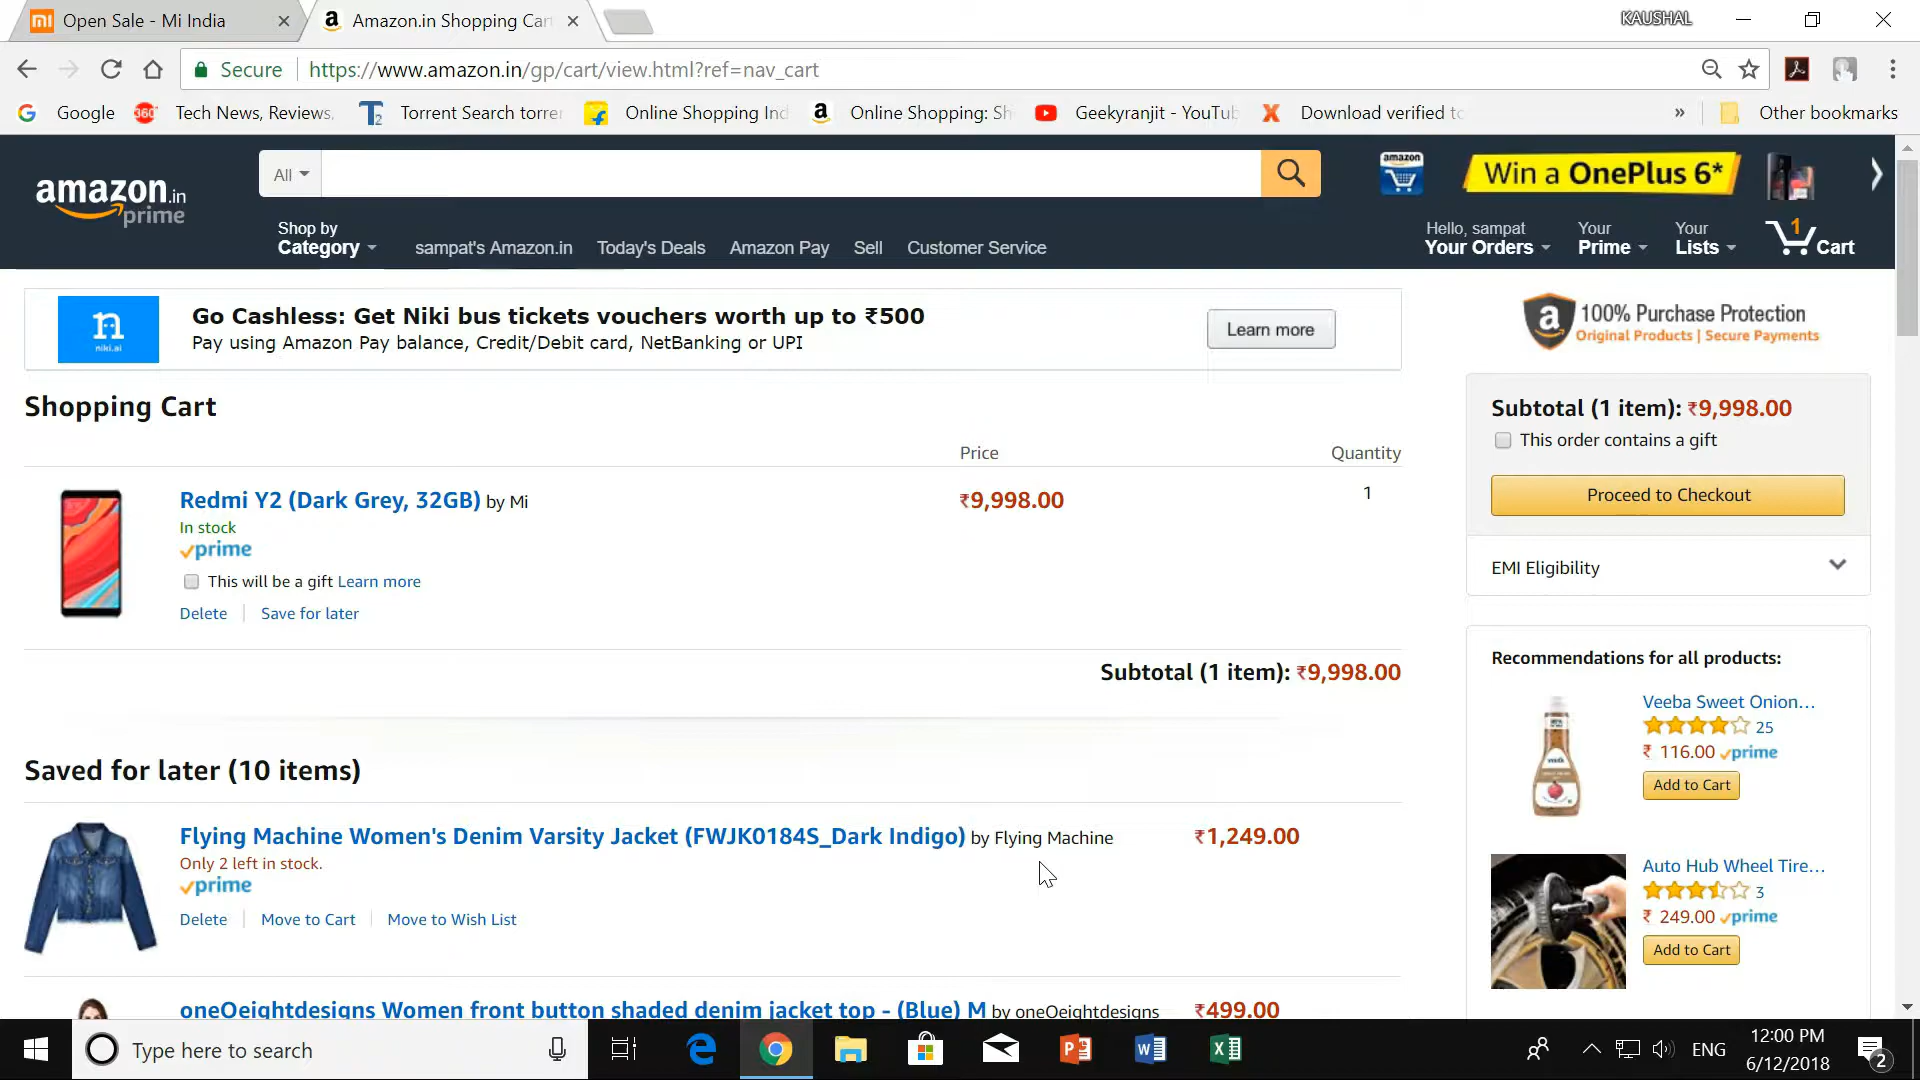 Open Sale - Mi India
Amazon.in Shopping Car
KAUSHAL
Secure
https://www.amazon.in/gp/cart/view.html?ref=nav_cart
Google
Tech News, Reviews,
Torrent Search torren
Online Shopping Ind
Online Shopping: Sh
Geekyranjit - YouTub
Download verified to
»
Other bookmarks
amazon.in
prime
All
amazon
Win a OnePlus 6*
Shop by
Category
sampat's Amazon.in
Today's Deals
Amazon Pay
Sell
Customer Service
Hello, sampat
Your Orders
Your
Prime
Your
Lists
1
Cart
n
niki.ai
Go Cashless: Get Niki bus tickets vouchers worth up to ₹500
Pay using Amazon Pay balance, Credit/Debit card, NetBanking or UPI
Learn more
100% Purchase Protection
Original Products | Secure Payments
Shopping Cart
Price
Quantity
Redmi Y2 (Dark Grey, 32GB) by Mi
₹9,998.00
1
In stock
prime
This will be a gift Learn more
Delete
Save for later
Subtotal (1 item): ₹9,998.00
Subtotal (1 item): ₹9,998.00
This order contains a gift
Proceed to Checkout
EMI Eligibility
Saved for later (10 items)
Flying Machine Women's Denim Varsity Jacket (FWJK0184S_Dark Indigo) by Flying Machine
₹1,249.00
Only 2 left in stock.
prime
Delete
Move to Cart
Move to Wish List
oneOeightdesigns Women front button shaded denim jacket top - (Blue) M by oneOeightdesigns
₹499.00
Recommendations for all products:
Veeba Sweet Onion...
25
₹ 116.00 prime
Add to Cart
Auto Hub Wheel Tire...
3
₹ 249.00 prime
Add to Cart
Type here to search
ENG
12:00 PM
6/12/2018
2